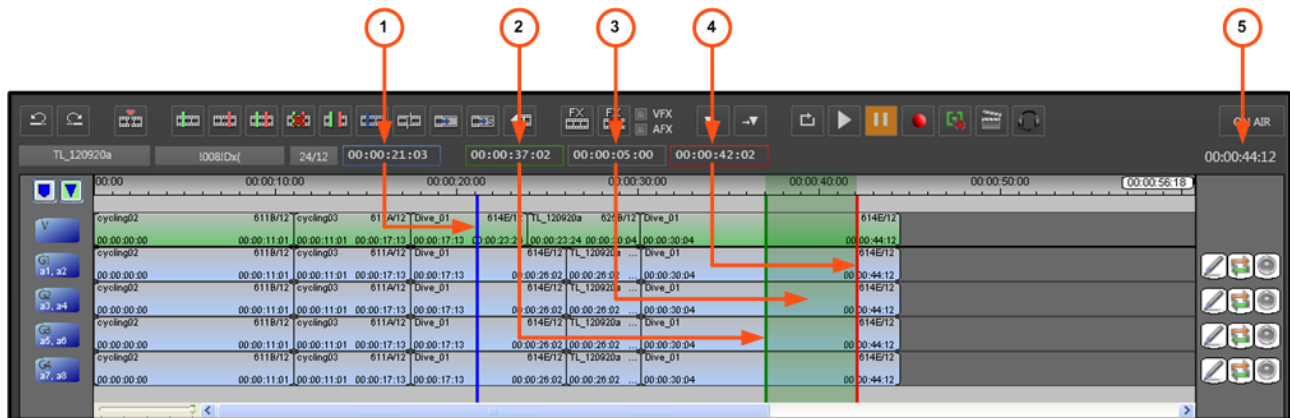 1 2 3 4 5
FX FX VFX
AFX
ON AIR
TL_120920a !008!Dx( 24/12 00:00:21:03 00:00:37:02 00:00:05:00 00:00:42:02 00:00:44:12
00:00 00:00:10:00 00:00:20:00 00:00:30:00 00:00:40:00 00:00:50:00 00:00:56:18
V
cycling02 611B/12 cycling03 611A/12 Dive_01 614E/12 TL_120920a 626B/12 Dive_01 614E/12
00:00:00:00 00:00:11:01 00:00:11:01 00:00:17:13 00:00:17:13 00:00:23:24 00:00:23:24 00:00:30:04 00:00:30:04 00:00:44:12
G1
a1, a2
cycling02 611B/12 cycling03 611A/12 Dive_01 614E/12 TL_120920a ... Dive_01 614E/12
00:00:00:00 00:00:11:01 00:00:11:01 00:00:17:13 00:00:17:13 00:00:26:02 00:00:26:02 ... 00:00:30:04 00:00:44:12
G2
a3, a4
cycling02 611B/12 cycling03 611A/12 Dive_01 614E/12 TL_120920a ... Dive_01 614E/12
00:00:00:00 00:00:11:01 00:00:11:01 00:00:17:13 00:00:17:13 00:00:26:02 00:00:26:02 ... 00:00:30:04 00:00:44:12
G3
a5, a6
cycling02 611B/12 cycling03 611A/12 Dive_01 614E/12 TL_120920a ... Dive_01 614E/12
00:00:00:00 00:00:11:01 00:00:11:01 00:00:17:13 00:00:17:13 00:00:26:02 00:00:26:02 ... 00:00:30:04 00:00:44:12
G4
a7, a8
cycling02 611B/12 cycling03 611A/12 Dive_01 614E/12 TL_120920a ... Dive_01 614E/12
00:00:00:00 00:00:11:01 00:00:11:01 00:00:17:13 00:00:17:13 00:00:26:02 00:00:26:02 ... 00:00:30:04 00:00:44:12